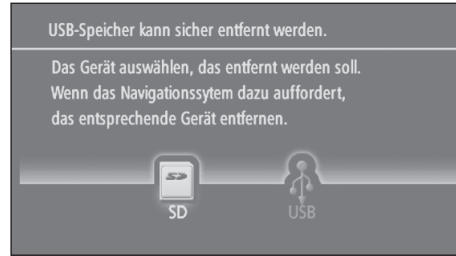 USB-Speicher kann sicher entfernt werden.
Das Gerät auswählen, das entfernt werden soll.
Wenn das Navigationssytem dazu auffordert,
das entsprechende Gerät entfernen.
SD
SD USB